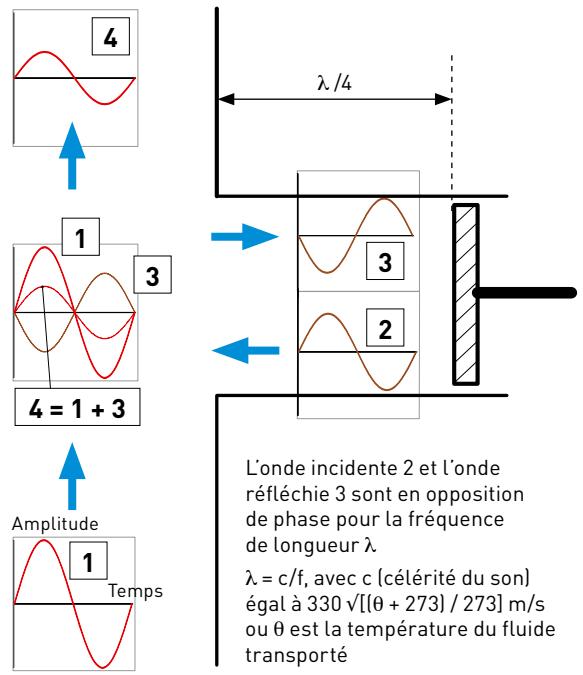 4
λ /4
1
3
3
2
4 = 1 + 3
Amplitude
1
Temps
L'onde incidente 2 et l'onde
réfléchie 3 sont en opposition
de phase pour la fréquence
de longueur λ
λ = c/f, avec c (célérité du son)
égal à 330 √[(θ + 273) / 273] m/s
ou θ est la température du fluide
transporté